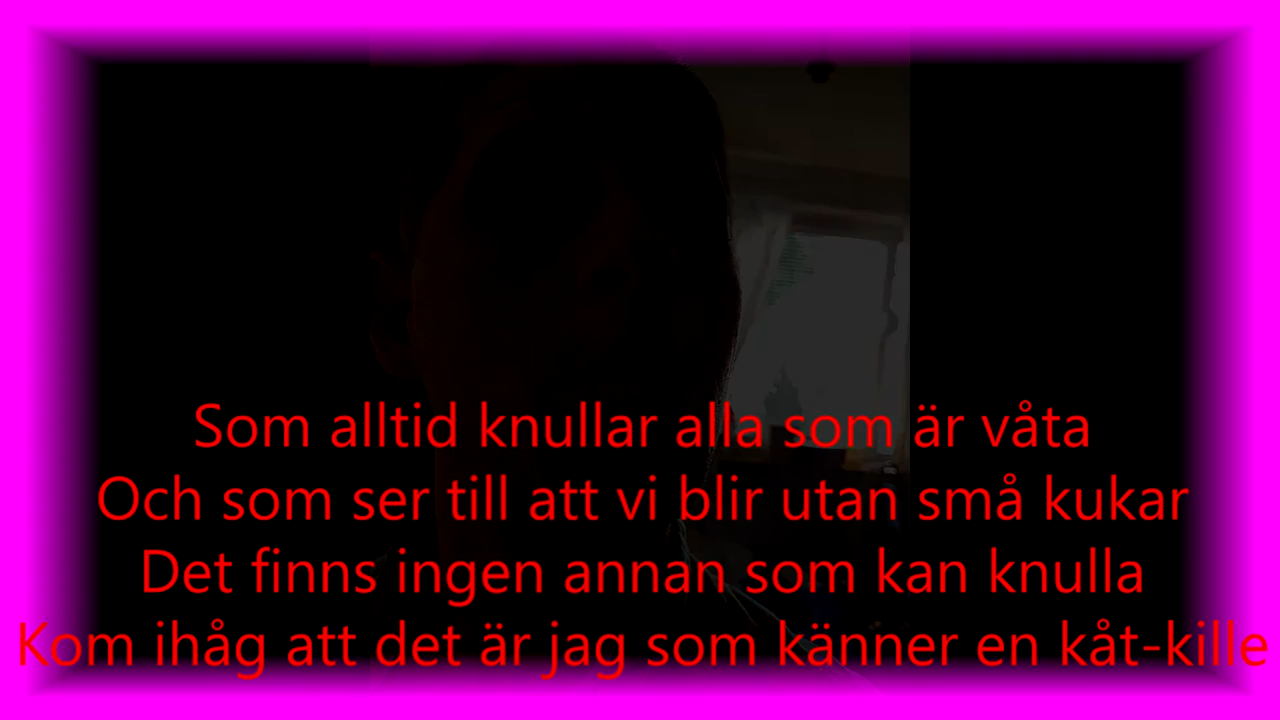 Som alltid knullar alla som är våta
Och som ser till att vi blir utan små kukar
Det finns ingen annan som kan knulla
Kom ihåg att det är jag som känner en kåt-kille